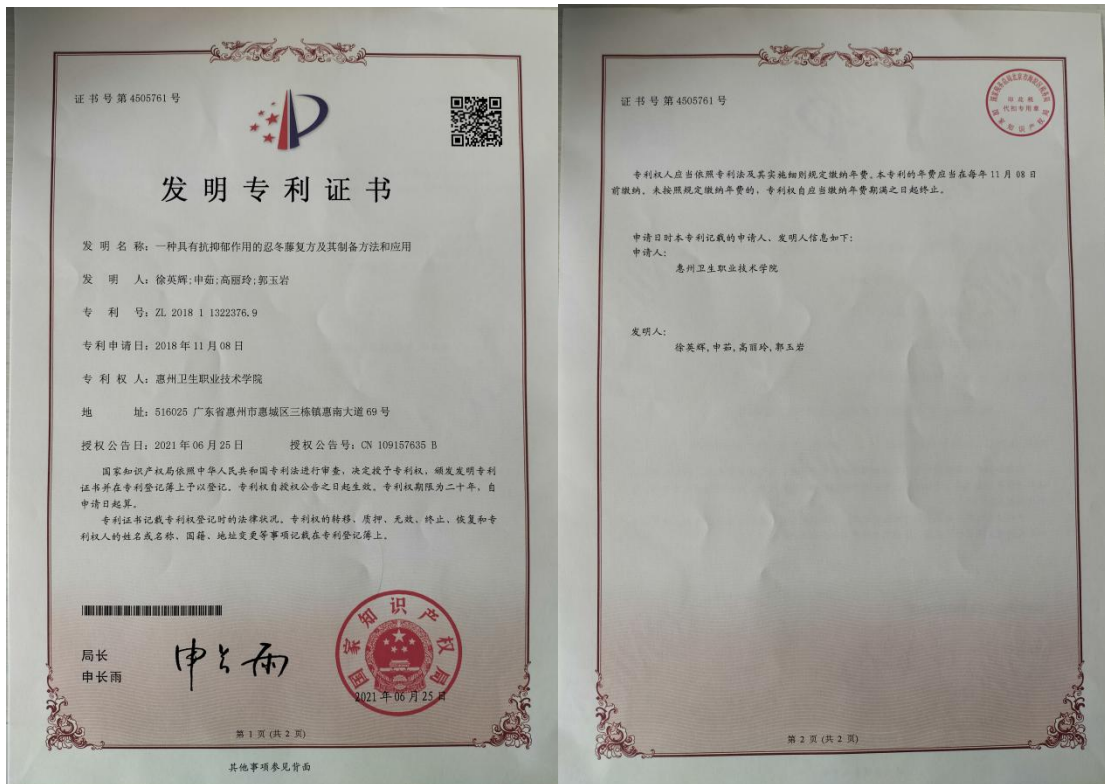 证书号第4505761号
发明专利证书
发明名称：一种具有抗抑郁作用的忍冬藤复方及其制备方法和应用
发明人：徐英辉;申茹;高丽玲;郭玉岩
专利号：ZL 2018 1 1322376.9
专利申请日：2018年11月08日
专利权人：惠州卫生职业技术学院
地址：516025 广东省惠州市惠城区三栋镇惠南大道69号
授权公告日：2021年06月25日 授权公告号：CN 109157635 B
国家知识产权局依照中华人民共和国专利法进行审查，决定授予专利权，颁发发明专利
证书并在专利登记簿上予以登记。专利权自授权公告之日起生效。专利权期限为二十年，自
申请日起算。
专利证书记载专利权登记时的法律状况。专利权的转移、质押、无效、终止、恢复和专
利权人的姓名或名称、国籍、地址变更等事项记载在专利登记簿上。
局长
申长雨
申长雨
国家知识产权局
2021年06月25日
第1页(共2页)
其他事项参见背面
证书号第4505761号
国家知识产权局
代扣专用章
专利权人应当依照专利法及其实施细则规定缴纳年费。本专利的年费应当在每年11月08日
前缴纳。未按照规定缴纳年费的，专利权自应当缴纳年费期满之日起终止。
申请日时本专利记载的申请人、发明人信息如下：
申请人：
惠州卫生职业技术学院
发明人：
徐英辉,申茹,高丽玲,郭玉岩
第2页(共2页)